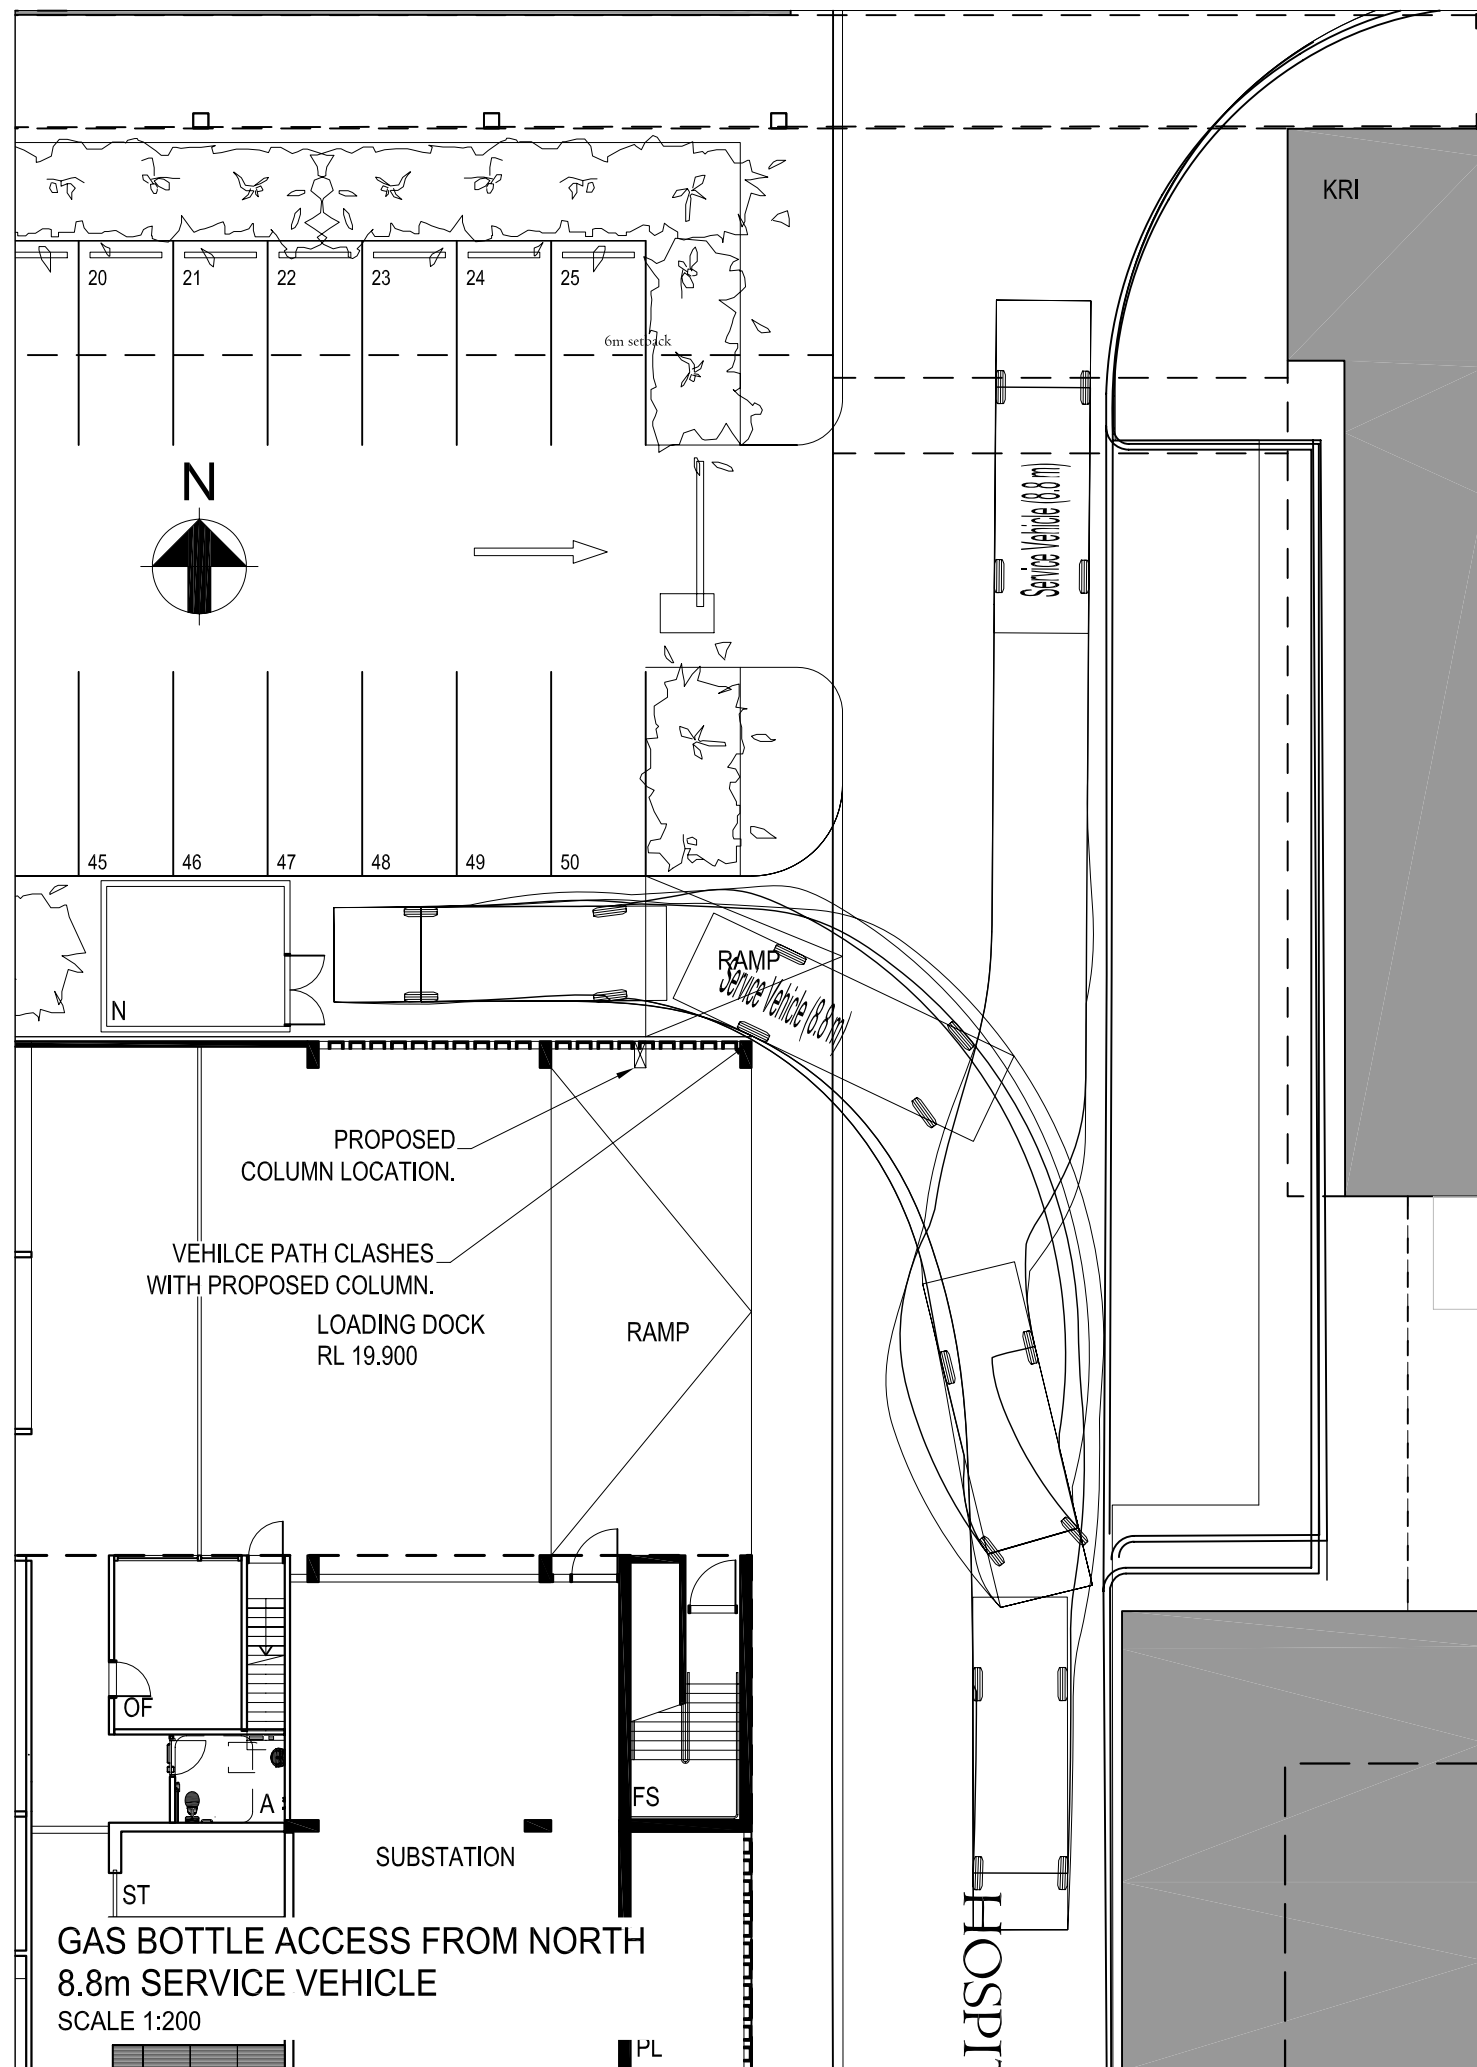 KRI
20
21
22
23
24
25
6m setback
N
Service Vehicle (8.8 m)
45
46
47
48
49
50
RAMP
Service Vehicle (8.8 m)
N
PROPOSED
COLUMN LOCATION.
VEHILCE PATH CLASHES
WITH PROPOSED COLUMN.
LOADING DOCK
RL 19.900
RAMP
OF
A
FS
SUBSTATION
ST
HOSPI
GAS BOTTLE ACCESS FROM NORTH
8.8m SERVICE VEHICLE
SCALE 1:200
PL